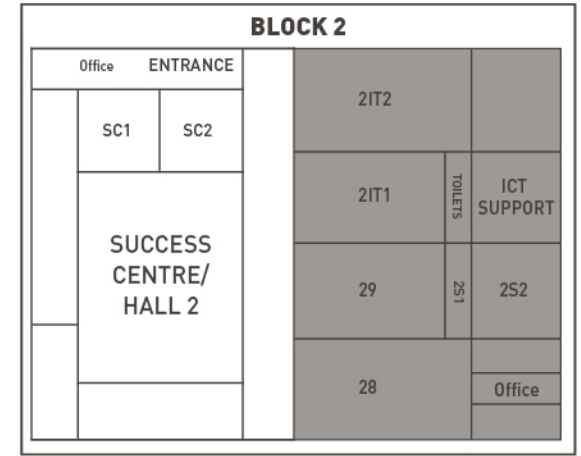 BLOCK 2
Office ENTRANCE
SC1
SC2
SUCCESS
CENTRE/
HALL 2
2IT2
2IT1
TOILETS
ICT
SUPPORT
29
2S1
2S2
28
Office